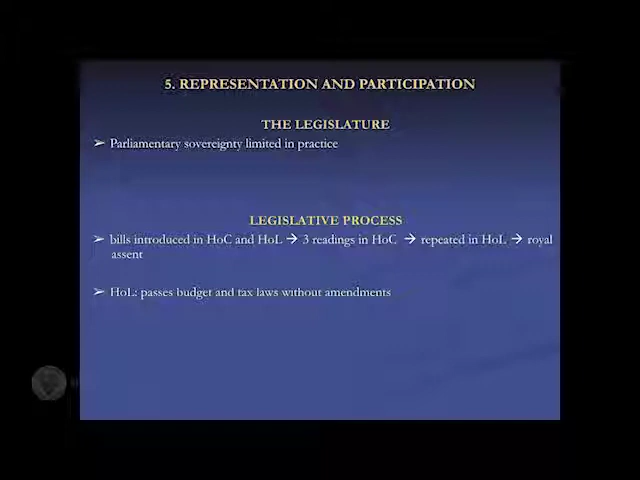 5. REPRESENTATION AND PARTICIPATION
THE LEGISLATURE
➢ Parliamentary sovereignty limited in practice
LEGISLATIVE PROCESS
➢ bills introduced in HoC and HoL → 3 readings in HoC → repeated in HoL → royal
assent
➢ HoL: passes budget and tax laws without amendments